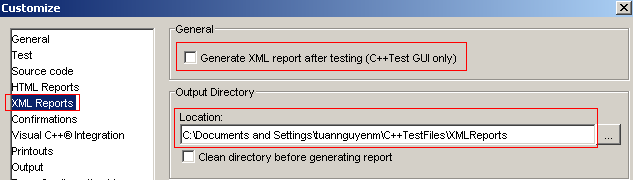 Customize
General
Test
Source code
HTML Reports
XML Reports
Confirmations
Visual C++® Integration
Printouts
Output
General
Generate XML report after testing (C++Test GUI only)
Output Directory
Location:
C:\Documents and Settings\tuannguyenm\C++TestFiles\XMLReports
...
Clean directory before generating report